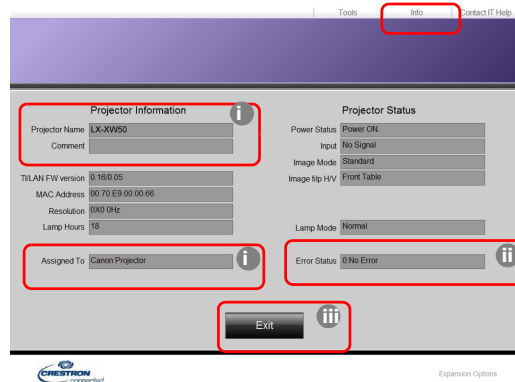 Tools Info Contact IT Help
Projector Information
i
Projector Name LX-XW50
Comment
TI/LAN FW version 0.16/0.05
MAC Address 00.70.E9.00.00.66
Resolution 0X0 0Hz
Lamp Hours 18
Assigned To Canon Projector
i
Projector Status
Power Status Power ON.
Input No Signal
Image Mode Standard
Image filp H/V Front Table
Lamp Mode Normal
Error Status 0:No Error
ii
Exit
iii
CRESTRON
connected
Expansion Options